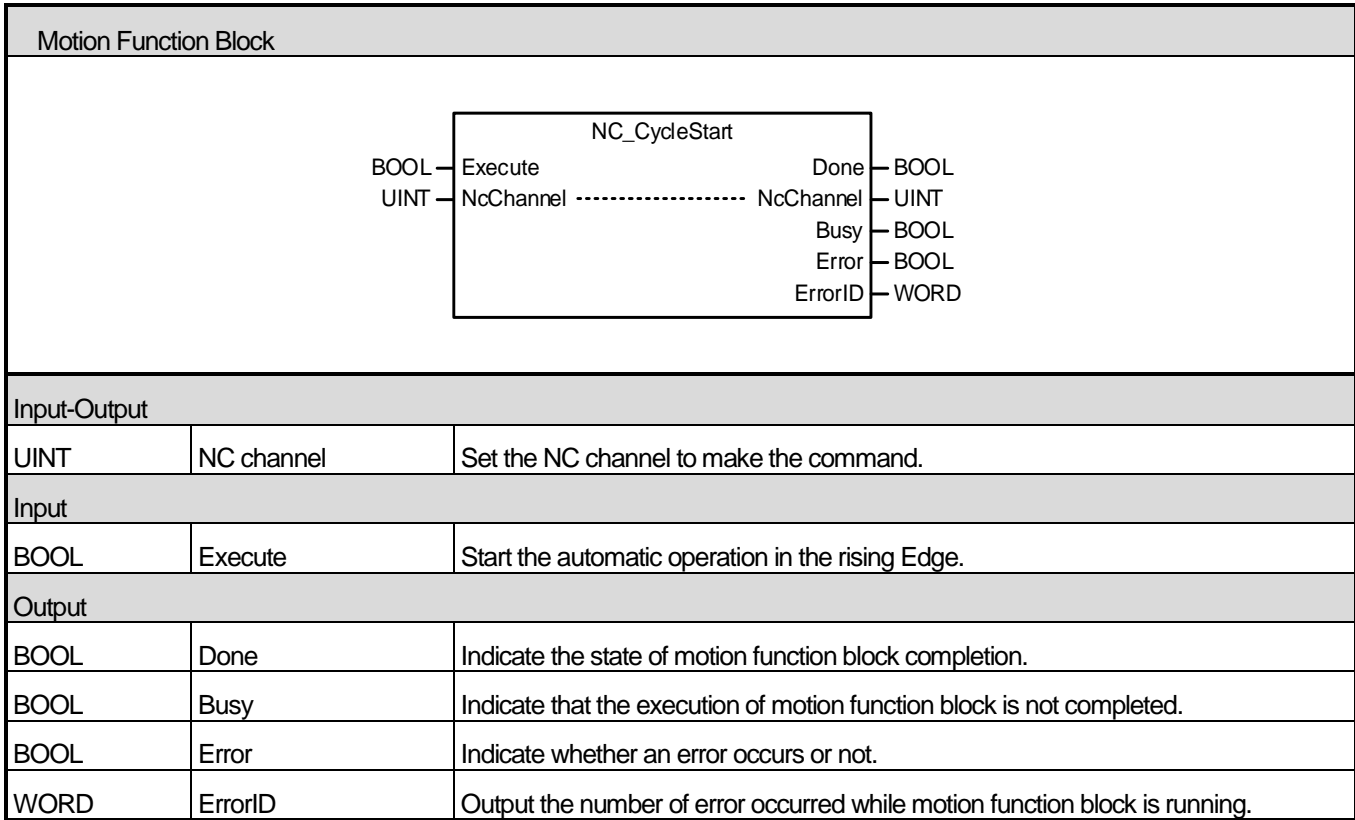 Motion Function Block
NC_CycleStart
BOOL Execute Done BOOL
UINT NcChannel NcChannel UINT
Busy BOOL
Error BOOL
ErrorID WORD
Input-Output
UINT NC channel Set the NC channel to make the command.
Input
BOOL Execute Start the automatic operation in the rising Edge.
Output
BOOL Done Indicate the state of motion function block completion.
BOOL Busy Indicate that the execution of motion function block is not completed.
BOOL Error Indicate whether an error occurs or not.
WORD ErrorID Output the number of error occurred while motion function block is running.